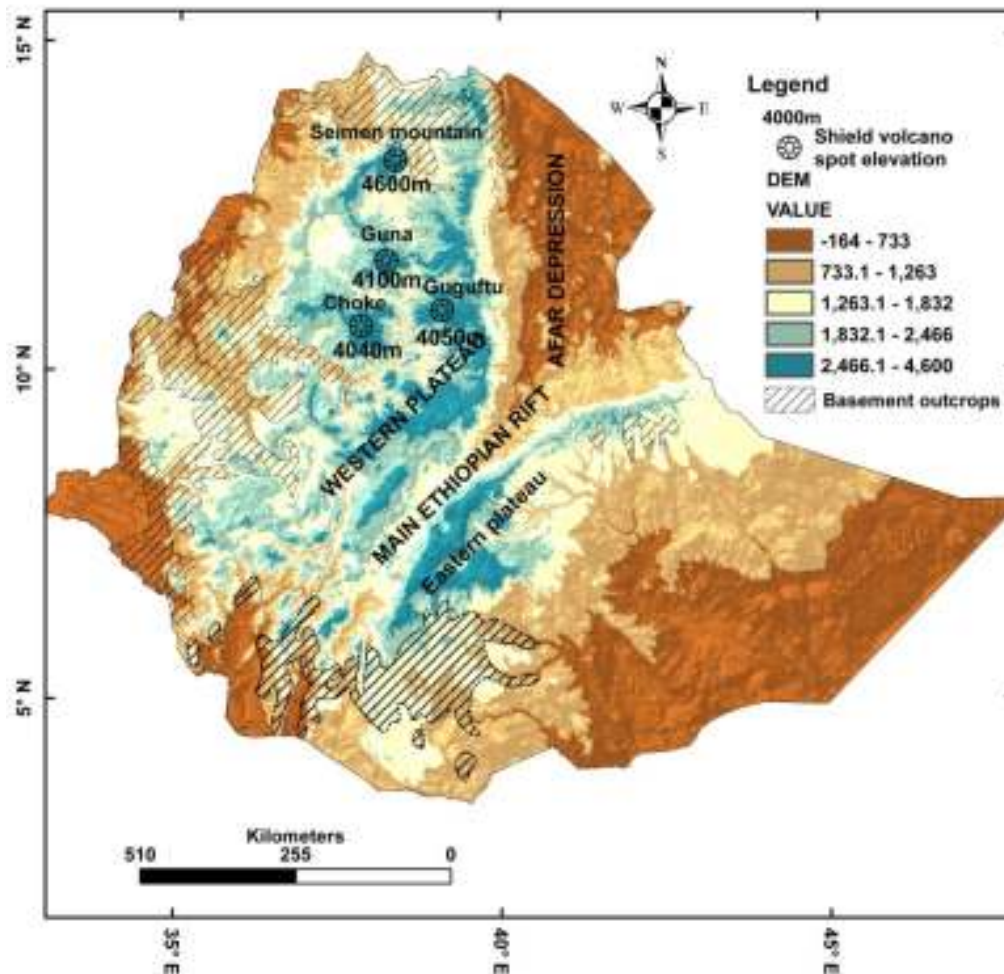 15° N
10° N
5° N
N
W E
S
Legend
4000m
Shield volcano
spot elevation
DEM
VALUE
-164 - 733
733.1 - 1,263
1,263.1 - 1,832
1,832.1 - 2,466
2,466.1 - 4,600
Basement outcrops
Seimen mountain
4600m
Guna
4100m
Guguftu
4050m
Choke
4040m
AFAR DEPRESSION
WESTERN PLATEAU
MAIN ETHIOPIAN RIFT
Eastern plateau
Kilometers
510 255 0
35° E
40° E
45° E